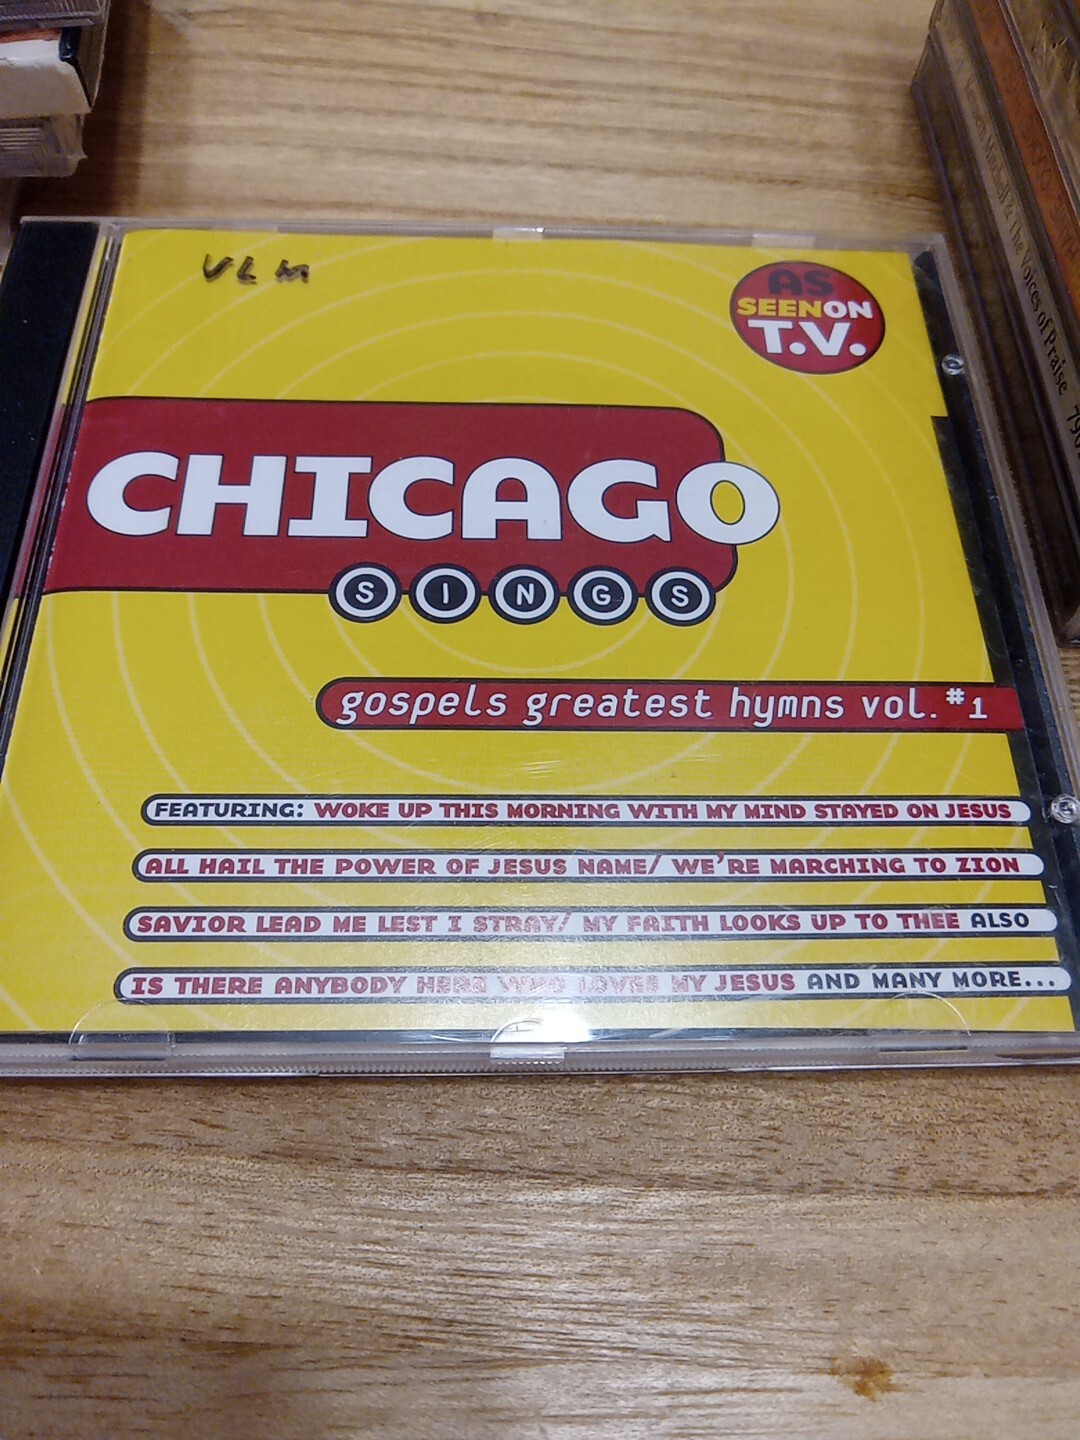 VLM
AS
SEEN ON
T.V.
CHICAGO
SINGS
gospels greatest hymns vol. #1
FEATURING: WOKE UP THIS MORNING WITH MY MIND STAYED ON JESUS
ALL HAIL THE POWER OF JESUS NAME/ WE'RE MARCHING TO ZION
SAVIOR LEAD ME LEST I STRAY/ MY FAITH LOOKS UP TO THEE ALSO
IS THERE ANYBODY HERE WHO LOVES MY JESUS AND MANY MORE...
& The Voices of Praise